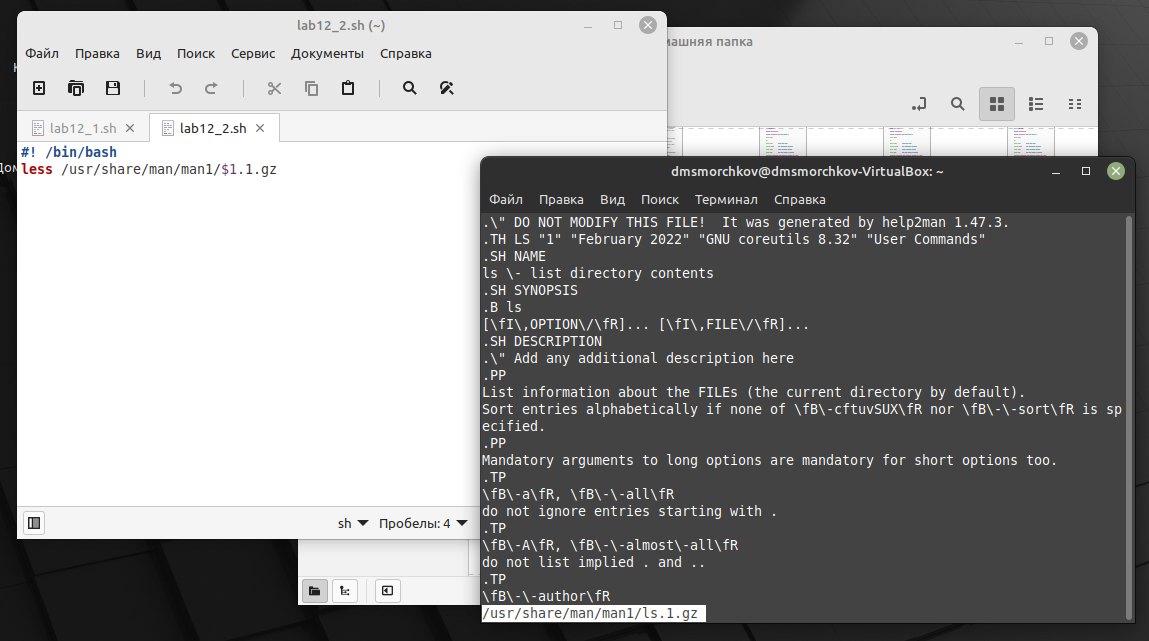 lab12_2.sh (~)
Файл Правка Вид Поиск Сервис Документы Справка
lab12_1.sh
lab12_2.sh
#! /bin/bash
less /usr/share/man/man1/$1.1.gz
sh Пробелы: 4
машняя папка
dmsmorchkov@dmsmorchkov-VirtualBox: ~
Файл Правка Вид Поиск Терминал Справка
.\" DO NOT MODIFY THIS FILE!  It was generated by help2man 1.47.3.
.TH LS "1" "February 2022" "GNU coreutils 8.32" "User Commands"
.SH NAME
ls \- list directory contents
.SH SYNOPSIS
.B ls
[\fI\,OPTION\/\fR]... [\fI\,FILE\/\fR]...
.SH DESCRIPTION
.\" Add any additional description here
.PP
List information about the FILEs (the current directory by default).
Sort entries alphabetically if none of \fB\-cftuvSUX\fR nor \fB\-\-sort\fR is sp
ecified.
.PP
Mandatory arguments to long options are mandatory for short options too.
.TP
\fB\-a\fR, \fB\-\-all\fR
do not ignore entries starting with .
.TP
\fB\-A\fR, \fB\-\-almost\-all\fR
do not list implied . and ..
.TP
\fB\-\-author\fR
/usr/share/man/man1/ls.1.gz